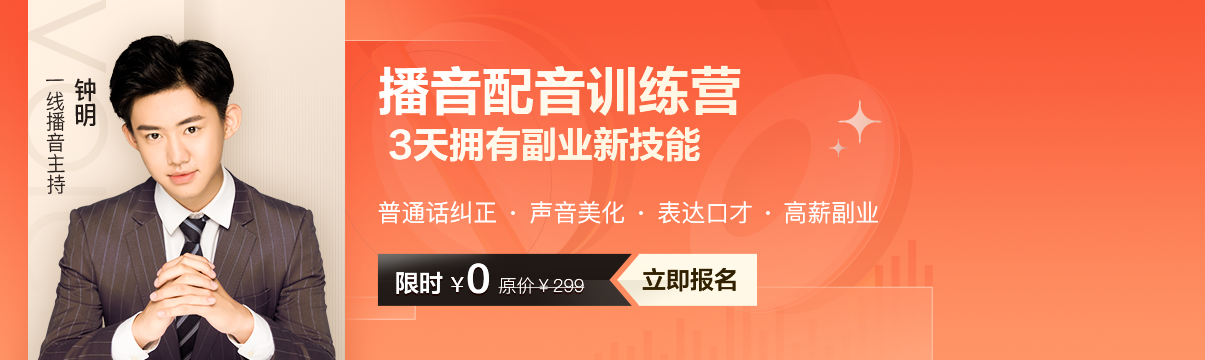 钟明
一线播音主持
播音配音训练营
3天拥有副业新技能
普通话纠正 · 声音美化 · 表达口才 · 高薪副业
限时 ¥0 原价¥299 立即报名